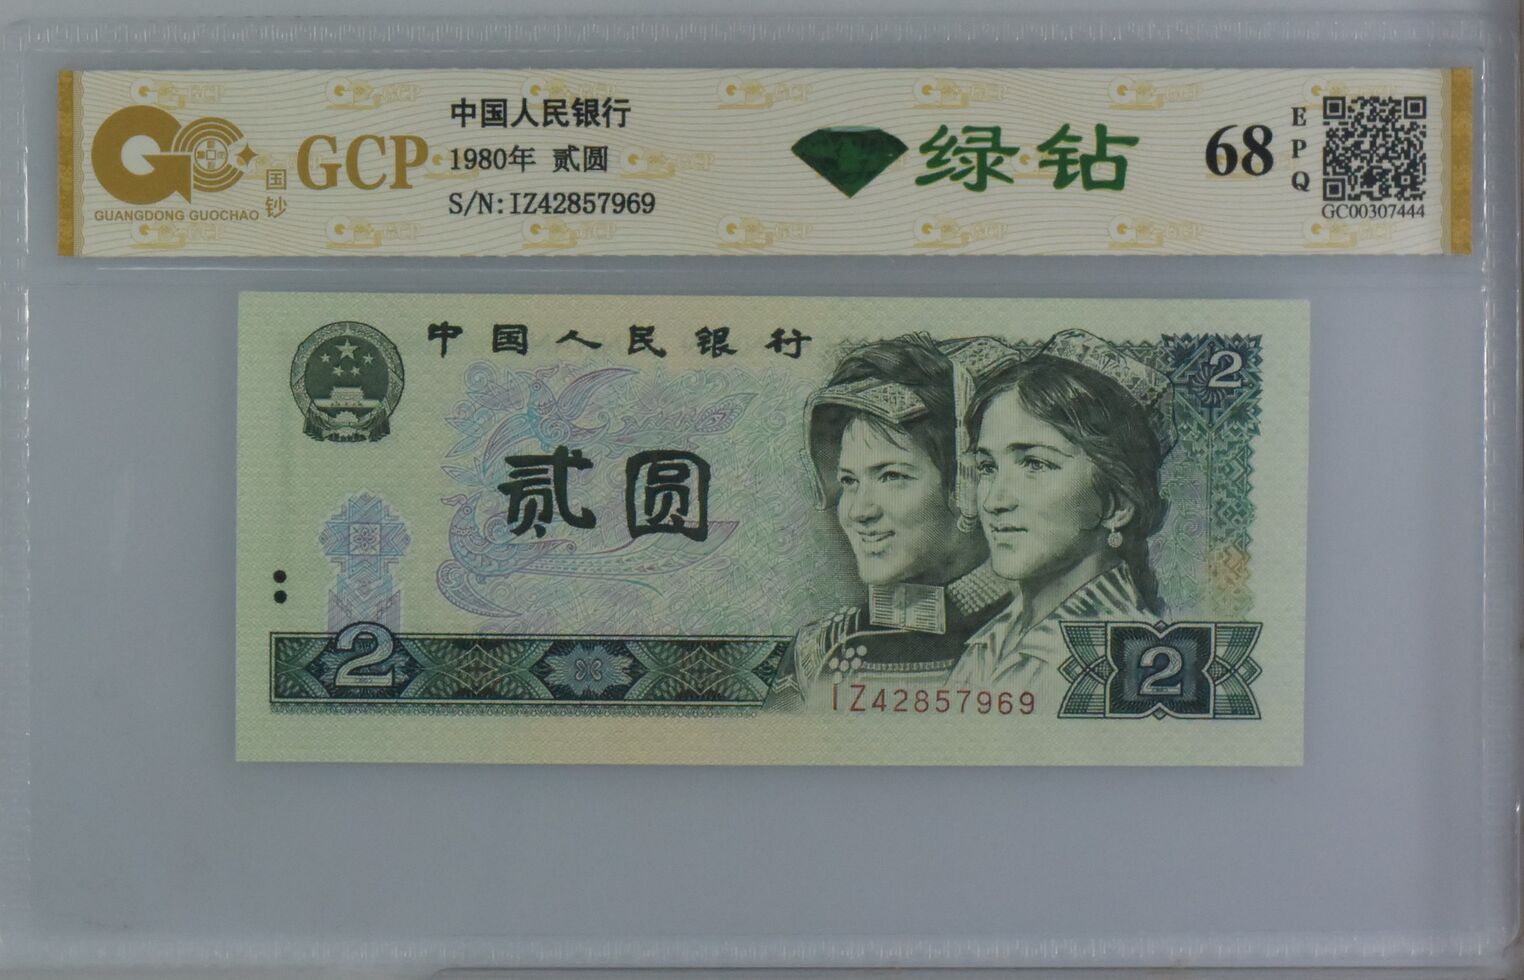 GUANGDONG GUOCHAO
国钞
GCP
中国人民银行
1980年 贰圆
S/N:IZ42857969
绿钻
68
EPQ
GC00307444
中国人民银行
2
贰圆
2
2
IZ42857969